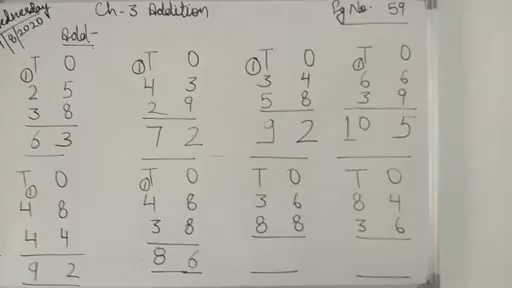 Wednesday Ch-3 Addition Pg No. 59
/8/2020
Add-
T O T O T O T O
① ① ① ①
2 5 4 3 3 4 6 6
3 8 2 9 5 8 3 9
6 3 7 2 9 2 10 5
T O T O T O T O
① ①
4 8 4 8 3 6 8 4
4 4 3 8 8 8 3 6
9 2 8 6